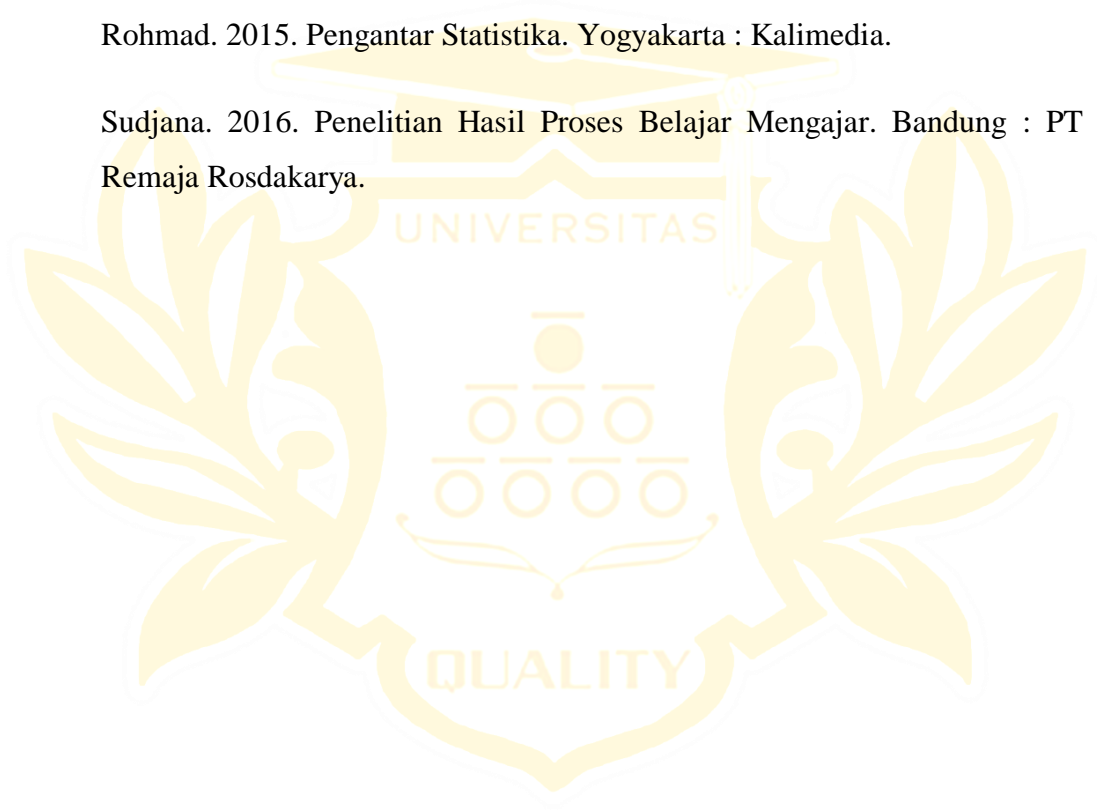 Rohmad. 2015. Pengantar Statistika. Yogyakarta : Kalimedia.
Sudjana. 2016. Penelitian Hasil Proses Belajar Mengajar. Bandung : PT
Remaja Rosdakarya.
UNIVERSITAS
QUALITY